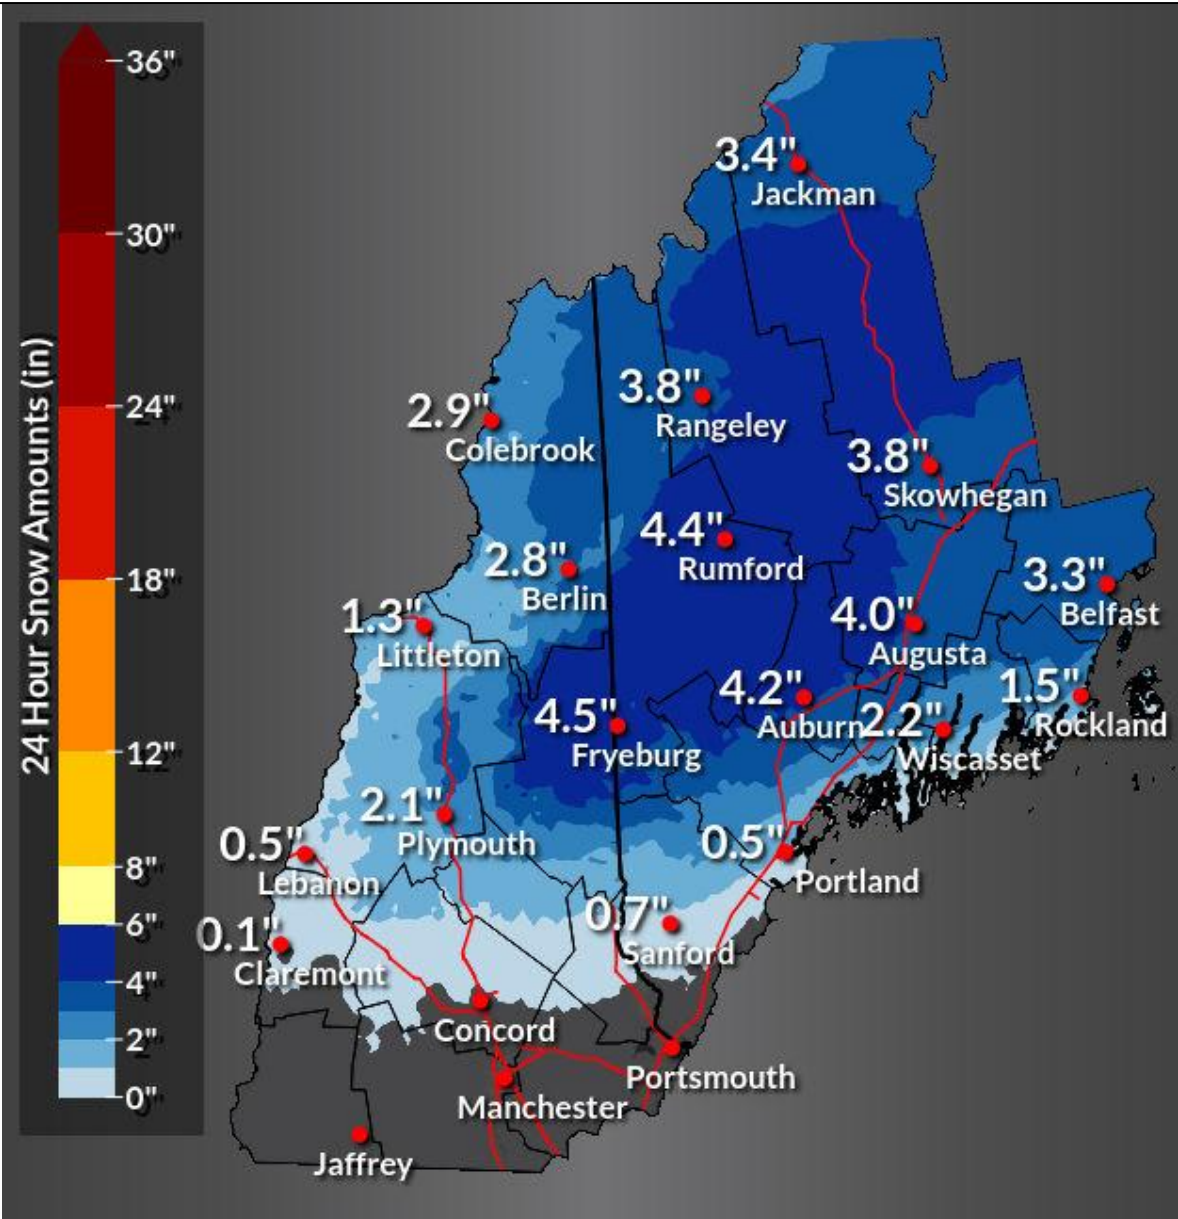 24 Hour Snow Amounts (in)
36"
30"
24"
18"
12"
8"
6"
4"
2"
0"
3.4"
Jackman
3.8"
Rangeley
2.9"
Colebrook
3.8"
Skowhegan
4.4"
Rumford
2.8"
Berlin
3.3"
Belfast
1.3"
Littleton
4.0"
Augusta
4.2"
Auburn
1.5"
Rockland
4.5"
Fryeburg
2.2"
Wiscasset
2.1"
Plymouth
0.5"
Lebanon
0.5"
Portland
0.7"
Sanford
0.1"
Claremont
Concord
Portsmouth
Manchester
Jaffrey